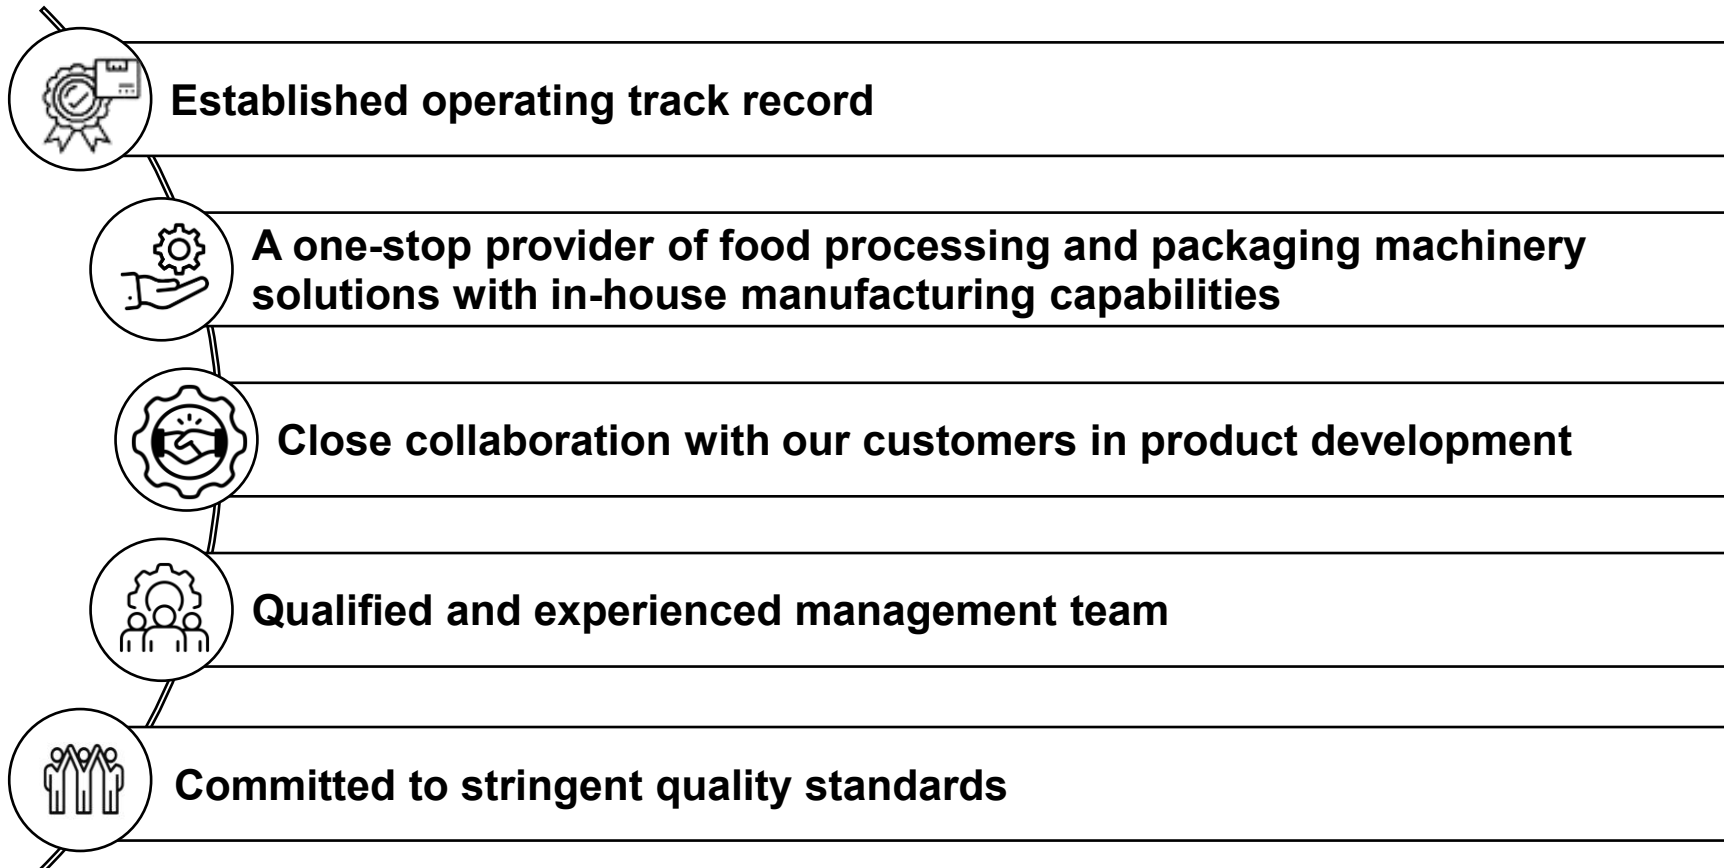 Established operating track record
A one-stop provider of food processing and packaging machinery
solutions with in-house manufacturing capabilities
Close collaboration with our customers in product development
Qualified and experienced management team
Committed to stringent quality standards